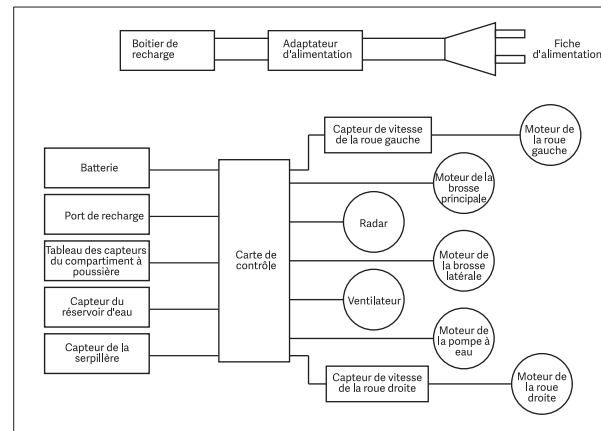 Boitier de
recharge
Adaptateur
d'alimentation
Fiche
d'alimentation
Capteur de vitesse
de la roue gauche
Moteur de
la roue
gauche
Batterie
Moteur de la
brosse
principale
Port de recharge
Radar
Tableau des capteurs
du compartiment à
poussière
Carte de
contrôle
Moteur de
la brosse
latérale
Capteur du
réservoir d'eau
Ventilateur
Moteur de
la pompe à
eau
Capteur de la
serpillère
Capteur de vitesse
de la roue droite
Moteur de
la roue
droite